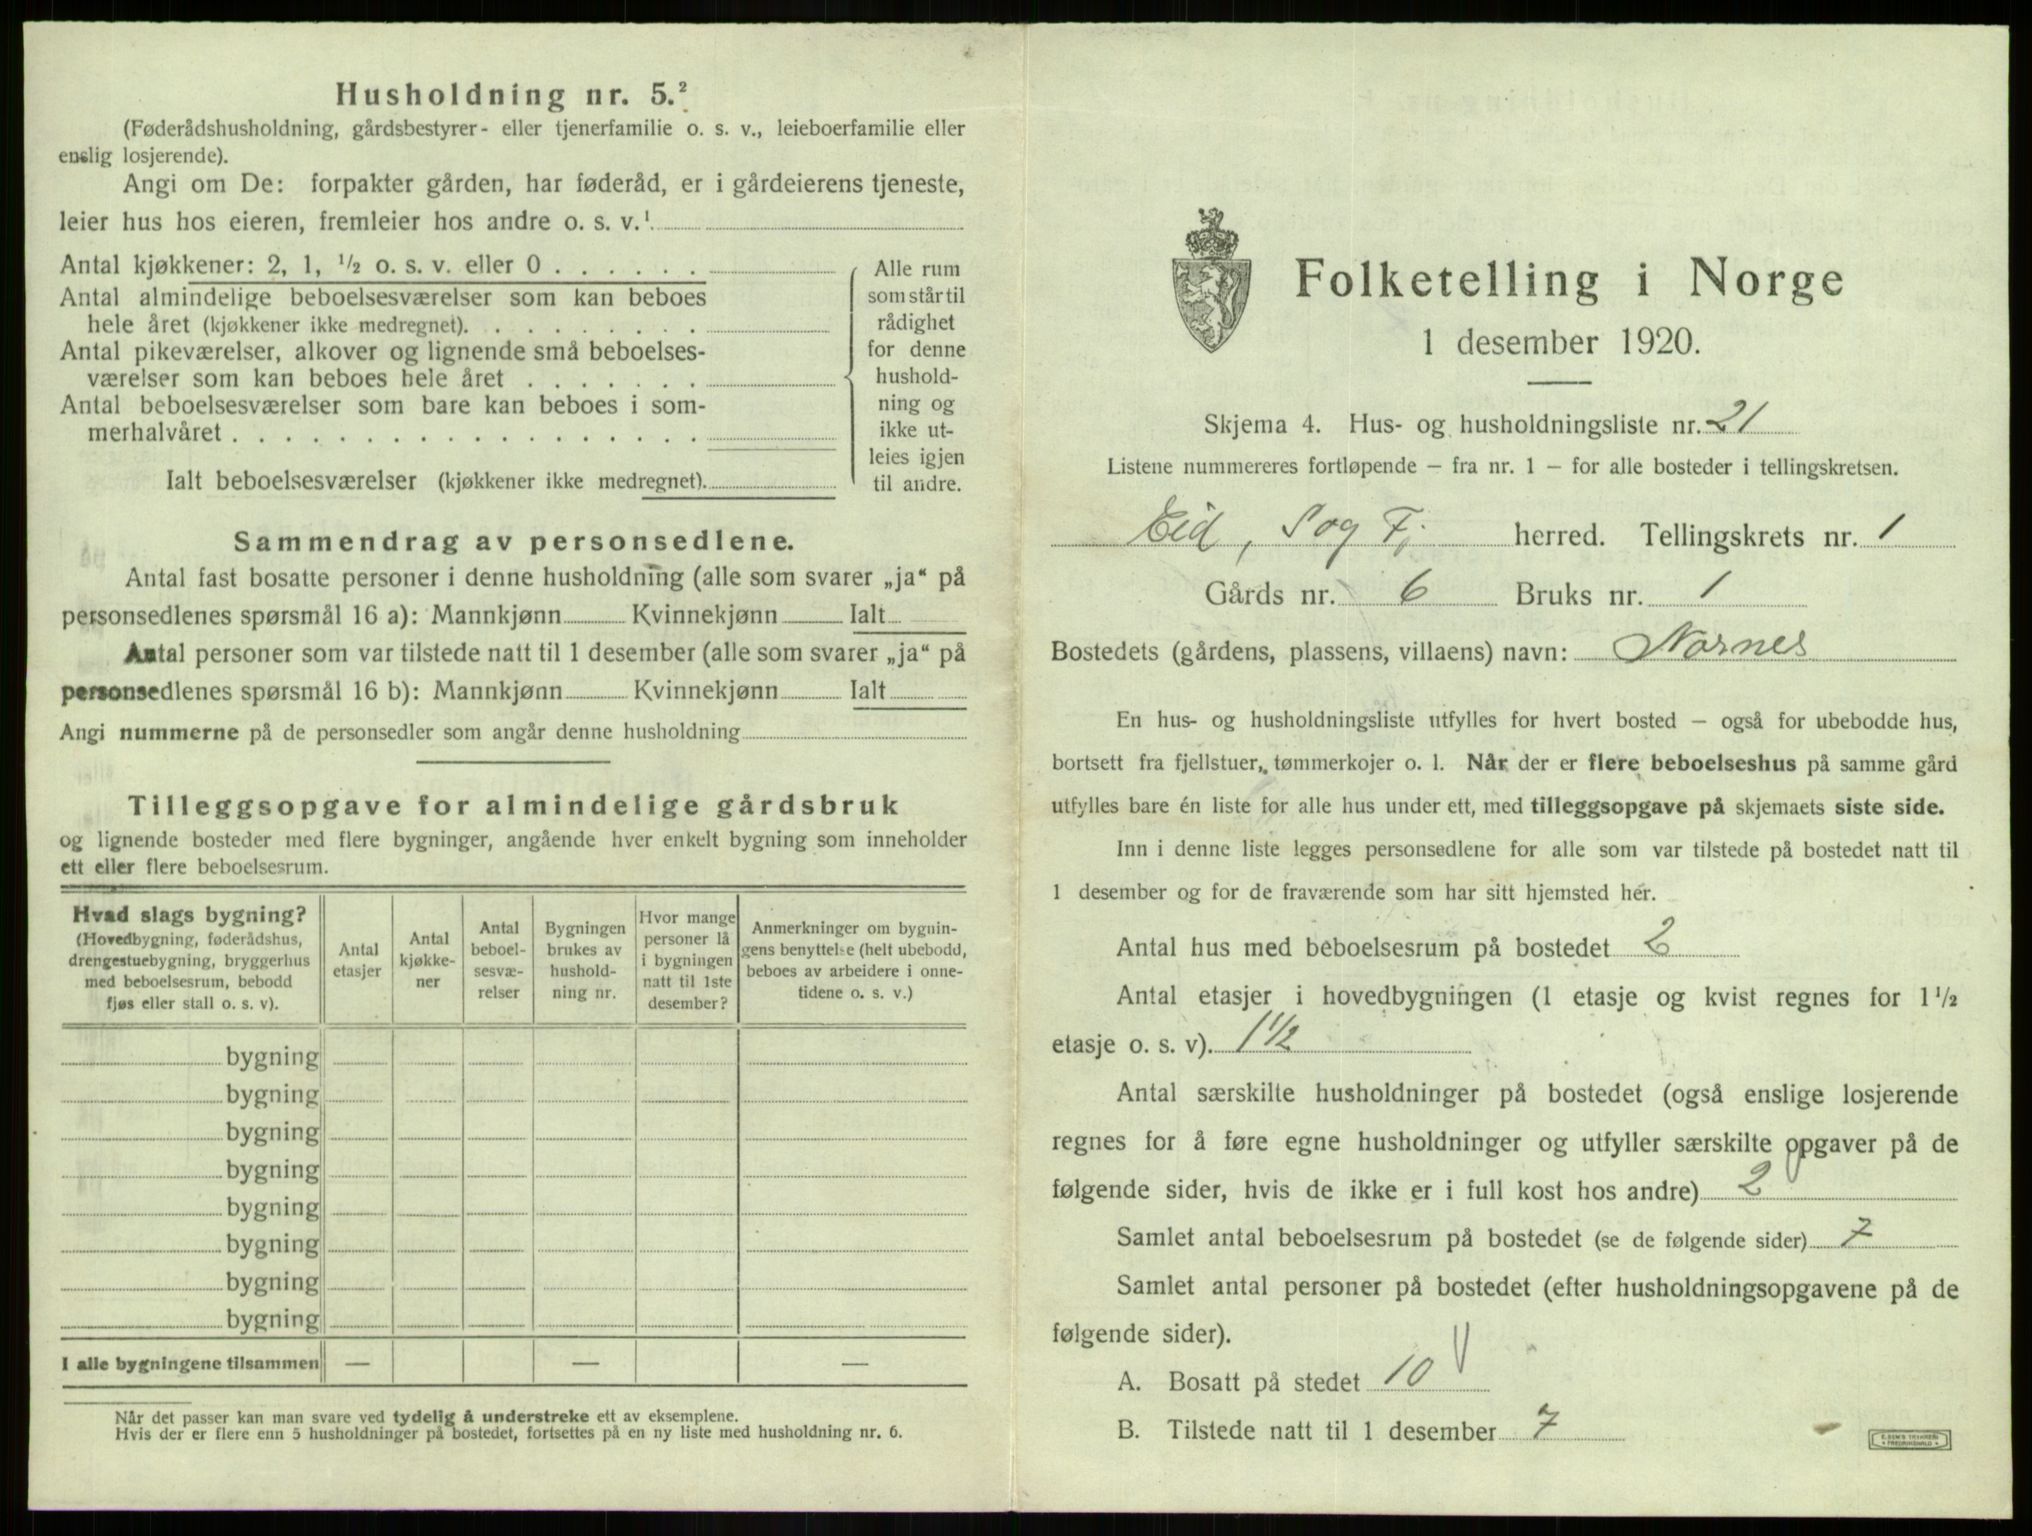 Husholdning nr. 5.²
(Føderådshusholdning, gårdsbestyrer- eller tjenerfamilie o. s. v., leieboerfamilie eller
enslig losjerende).
Angi om De: forpakter gården, har føderåd, er i gårdeierens tjeneste,
leier hus hos eieren, fremleier hos andre o. s. v.¹
Antal kjøkkener: 2, 1, ½ o. s. v. eller 0 . . . . . .
Antal almindelige beboelsesværelser som kan beboes
hele året (kjøkkener ikke medregnet). . . . . . . . .
Antal pikeværelser, alkover og lignende små beboelses-
værelser som kan beboes hele året . . . . . . .
Antal beboelsesværelser som bare kan beboes i som-
merhalvåret . . . . . . . . . . . . . . . . . .
Ialt beboelsesværelser (kjøkkener ikke medregnet).
Alle rum
som står til
rådighet
for denne
hushold-
ning og
ikke ut-
leies igjen
til andre.
Sammendrag av personsedlene.
Antal fast bosatte personer i denne husholdning (alle som svarer „ja“ på
personsedlenes spørsmål 16 a): Mannkjønn Kvinnekjønn Ialt
Antal personer som var tilstede natt til 1 desember (alle som svarer „ja“ på
personsedlenes spørsmål 16 b): Mannkjønn Kvinnekjønn Ialt
Angi nummerne på de personsedler som angår denne husholdning
Tilleggsopgave for almindelige gårdsbruk
og lignende bosteder med flere bygninger, angående hver enkelt bygning som inneholder
ett eller flere beboelsesrum.
Hvad slags bygning?
(Hovedbygning, føderådshus,
drengestuebygning, bryggerhus
med beboelsesrum, bebodd
fjøs eller stall o. s. v).
Antal
etasjer
Antal
kjøkke-
ner
Antal
beboel-
sesvæ-
relser
Bygningen
brukes av
hushold-
ning nr.
Hvor mange
personer lå
i bygningen
natt til 1ste
desember?
Anmerkninger om bygnin-
gens benyttelse (helt ubebodd,
beboes av arbeidere i onne-
tidene o. s. v.)
bygning
bygning
bygning
bygning
bygning
bygning
bygning
bygning
I alle bygningene tilsammen — — —
Når det passer kan man svare ved tydelig å understreke ett av eksemplene.
Hvis der er flere enn 5 husholdninger på bostedet, fortsettes på en ny liste med husholdning nr. 6.
Folketelling i Norge
1 desember 1920.
Skjema 4. Hus- og husholdningsliste nr. 21
Listene nummereres fortløpende — fra nr. 1 — for alle bosteder i tellingskretsen.
Eid, S og F. herred. Tellingskrets nr. 1
Gårds nr. 6 Bruks nr. 1
Bostedets (gårdens, plassens, villaens) navn: Nornes
En hus- og husholdningsliste utfylles for hvert bosted — også for ubebodde hus,
bortsett fra fjellstuer, tømmerkojer o. l. Når der er flere beboelseshus på samme gård
utfylles bare én liste for alle hus under ett, med tilleggsopgave på skjemaets siste side.
Inn i denne liste legges personsedlene for alle som var tilstede på bostedet natt til
1 desember og for de fraværende som har sitt hjemsted her.
Antal hus med beboelsesrum på bostedet 2
Antal etasjer i hovedbygningen (1 etasje og kvist regnes for 1½
etasje o. s. v). 1½
Antal særskilte husholdninger på bostedet (også enslige losjerende
regnes for å føre egne husholdninger og utfyller særskilte opgaver på de
følgende sider, hvis de ikke er i full kost hos andre) 2
Samlet antal beboelsesrum på bostedet (se de følgende sider) 7
Samlet antal personer på bostedet (efter husholdningsopgavene på de
følgende sider).
A. Bosatt på stedet 10
B. Tilstede natt til 1 desember 7